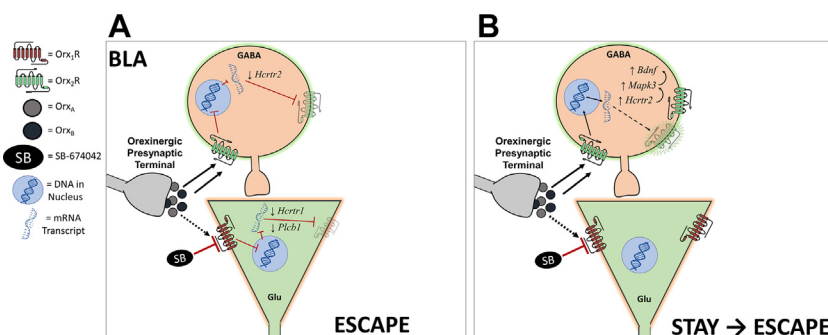 A
BLA
GABA
↓ Hcrtr2
Orexinergic
Presynaptic
Terminal
SB
↓ Hcrtr1
↓ Plcb1
Glu
ESCAPE
B
GABA
↑ Bdnf
↑ Mapk3
↑ Hcrtr2
Orexinergic
Presynaptic
Terminal
SB
Glu
STAY → ESCAPE
= Orx1R
= Orx2R
= OrxA
= OrxB
SB = SB-674042
= DNA in
Nucleus
= mRNA
Transcript